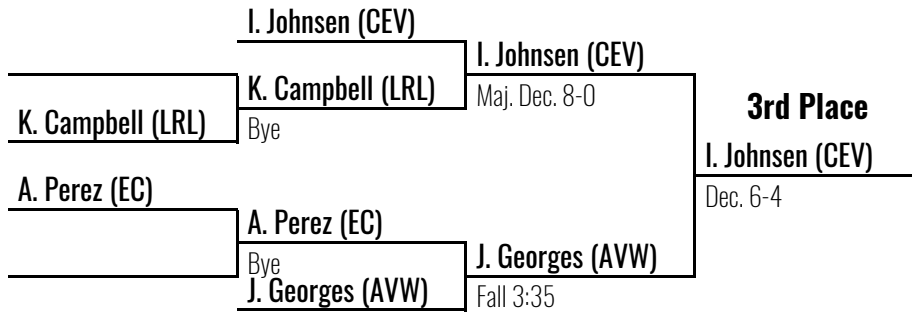 I. Johnsen (CEV)
I. Johnsen (CEV)
K. Campbell (LRL)
Maj. Dec. 8-0
3rd Place
K. Campbell (LRL)
Bye
I. Johnsen (CEV)
A. Perez (EC)
Dec. 6-4
A. Perez (EC)
Bye
J. Georges (AVW)
J. Georges (AVW)
Fall 3:35